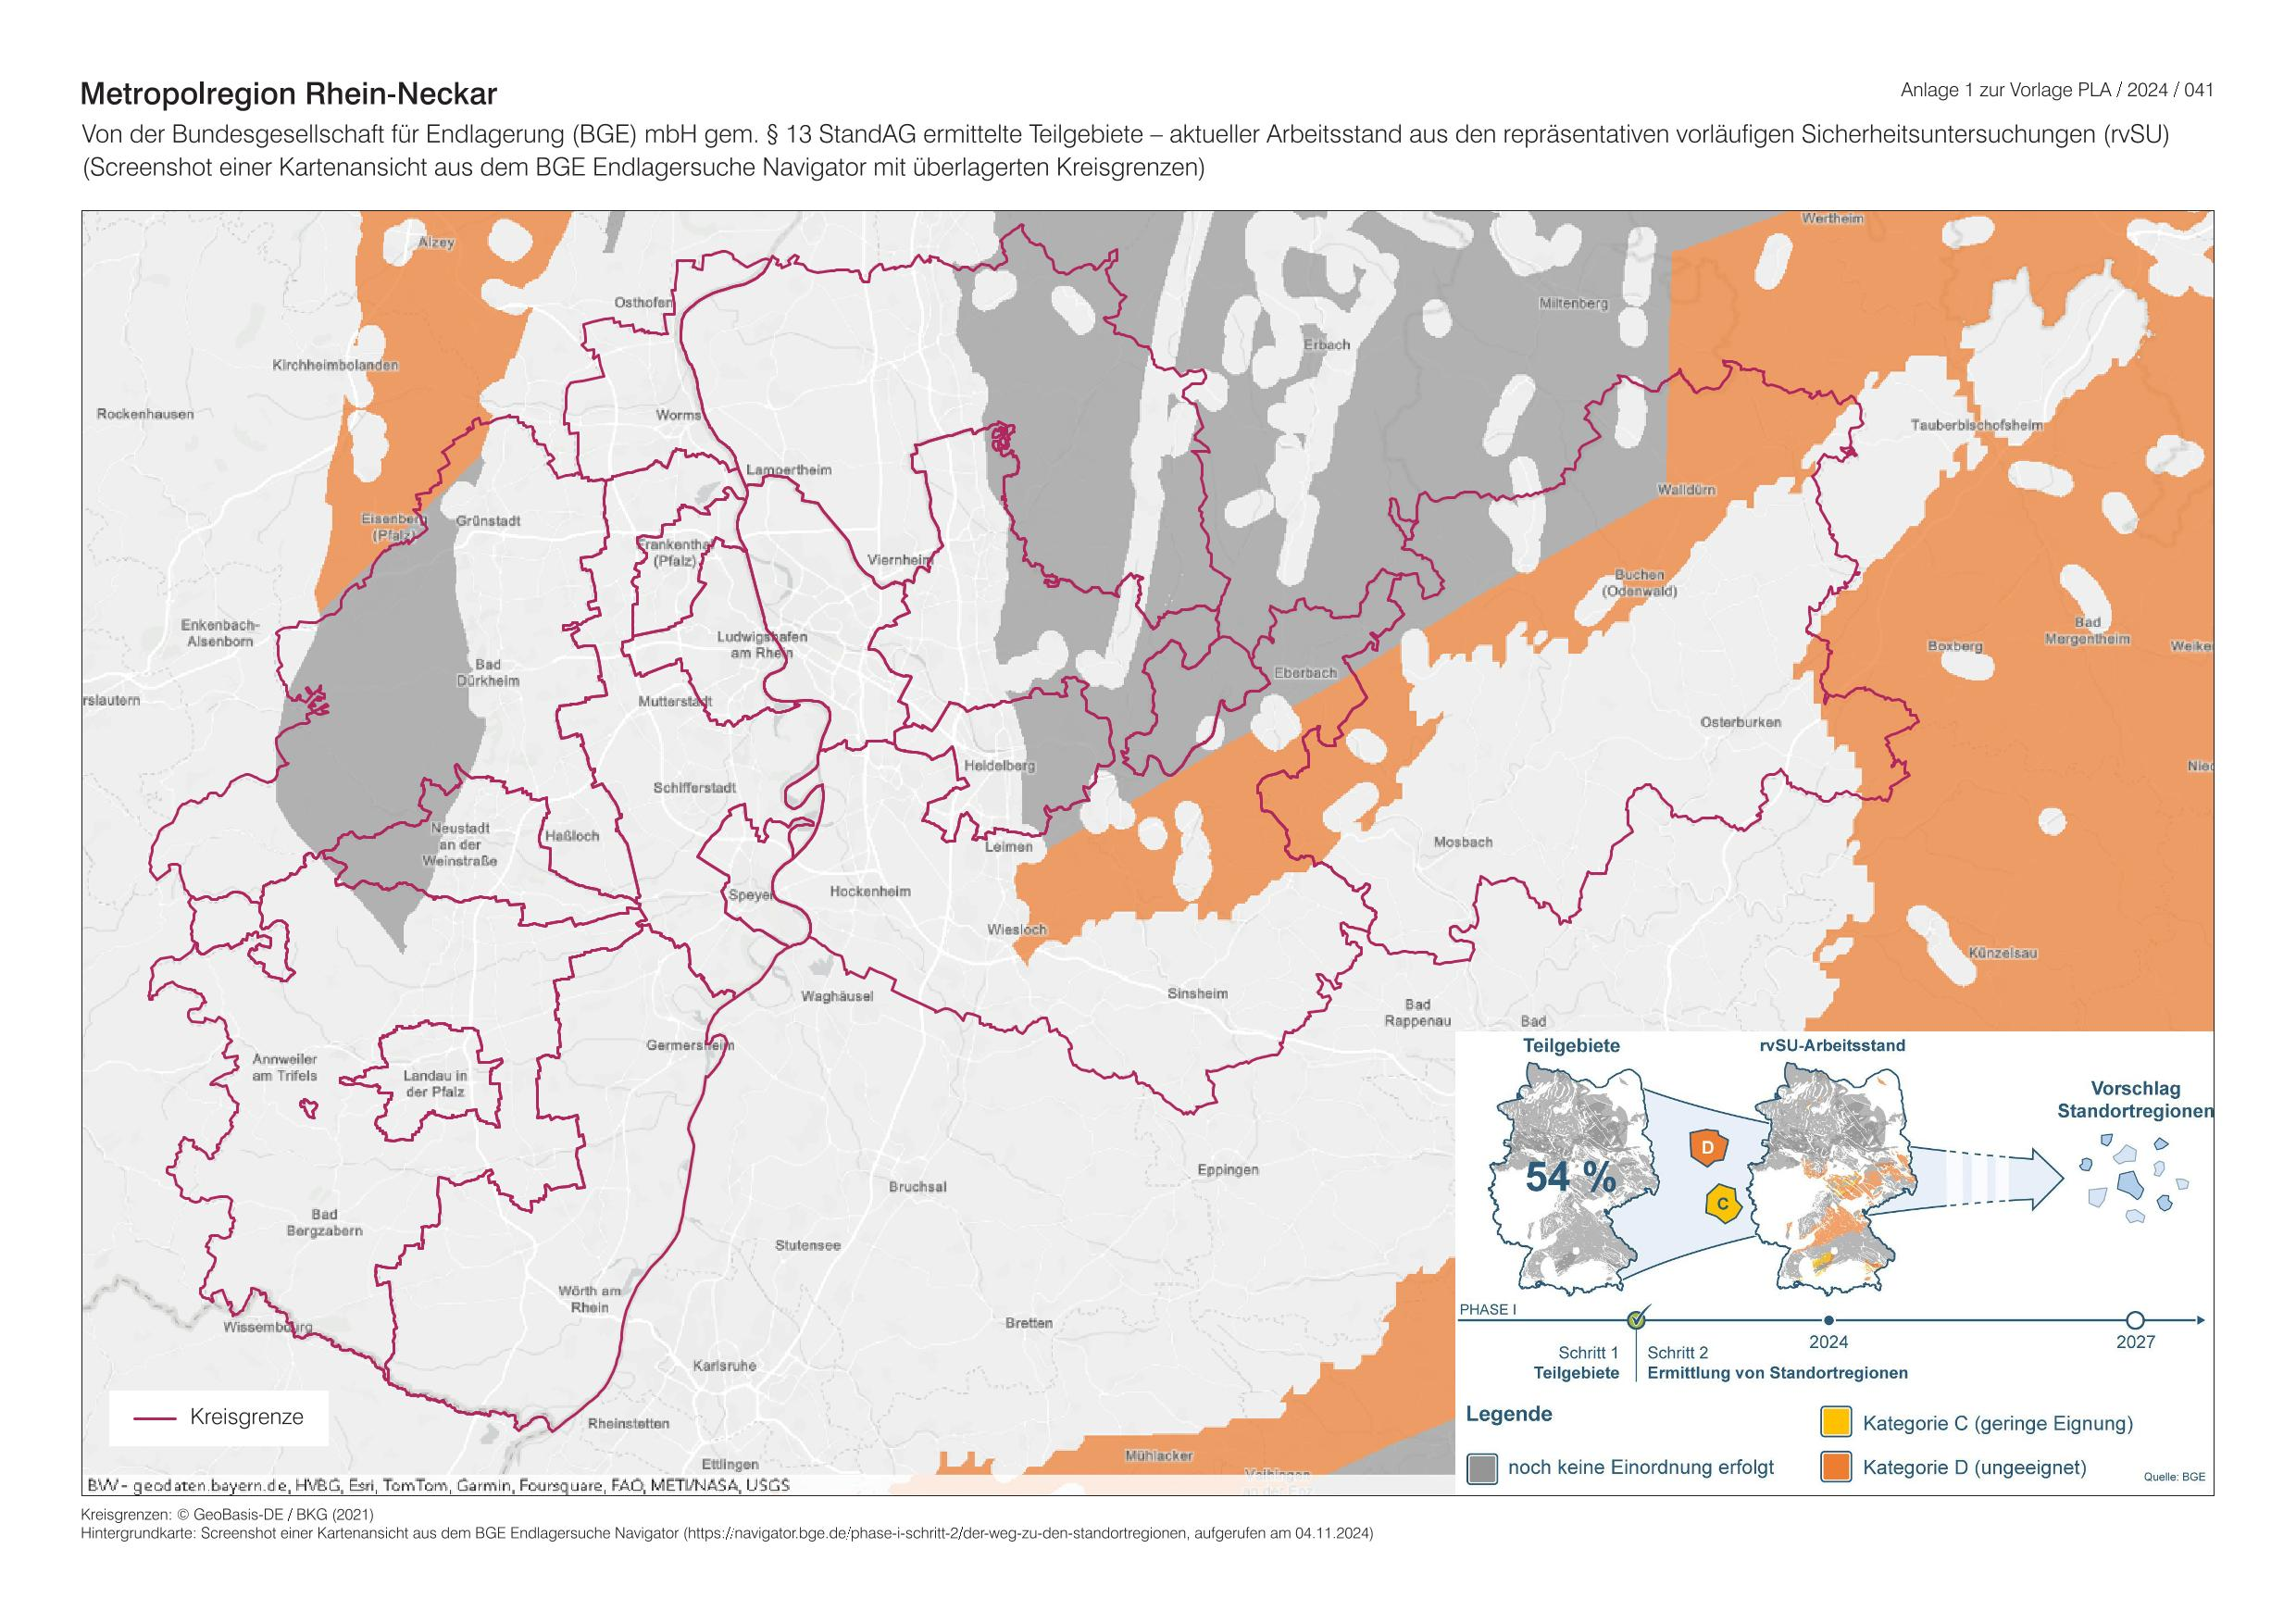 Metropolregion Rhein-Neckar
Anlage 1 zur Vorlage PLA / 2024 / 041
Von der Bundesgesellschaft für Endlagerung (BGE) mbH gem. § 13 StandAG ermittelte Teilgebiete – aktueller Arbeitsstand aus den repräsentativen vorläufigen Sicherheitsuntersuchungen (rvSU)
(Screenshot einer Kartenansicht aus dem BGE Endlagersuche Navigator mit überlagerten Kreisgrenzen)
Wertheim
Alzey
Osthofen
Miltenberg
Erbach
Kirchheimbolanden
Rockenhausen
Worms
Tauberbischofsheim
Lampertheim
Walldürn
Eisenberg
(Pfalz)
Grünstadt
Frankenthal
(Pfalz)
Viernheim
Buchen
(Odenwald)
Enkenbach-
Alsenborn
Ludwigshafen
am Rhein
Bad
Mergentheim
Boxberg
Weike
Bad
Dürkheim
Eberbach
rslautern
Mutterstadt
Osterburken
Heidelberg
Nied
Schifferstadt
Neustadt
an der
Weinstraße
Haßloch
Leimen
Mosbach
Speyer
Hockenheim
Wiesloch
Künzelsau
Waghäusel
Sinsheim
Bad
Rappenau
Bad
Germersheim
Annweiler
am Trifels
Landau in
der Pfalz
Eppingen
Bruchsal
Bad
Bergzabern
Stutensee
Wörth am
Rhein
Wissembourg
Bretten
Karlsruhe
Rheinstetten
Mühlacker
Ettlingen
Vaihingen
an der Enz
Kreisgrenze
BVV - geodaten.bayern.de, HVBG, Esri, TomTom, Garmin, Foursquare, FAO, METI/NASA, USGS
Teilgebiete
rvSU-Arbeitsstand
Vorschlag
Standortregionen
54 %
D
C
PHASE I
2024
2027
Schritt 1
Teilgebiete
Schritt 2
Ermittlung von Standortregionen
Legende
noch keine Einordnung erfolgt
Kategorie C (geringe Eignung)
Kategorie D (ungeeignet)
Quelle: BGE
Kreisgrenzen: © GeoBasis-DE / BKG (2021)
Hintergrundkarte: Screenshot einer Kartenansicht aus dem BGE Endlagersuche Navigator (https://navigator.bge.de/phase-i-schritt-2/der-weg-zu-den-standortregionen, aufgerufen am 04.11.2024)